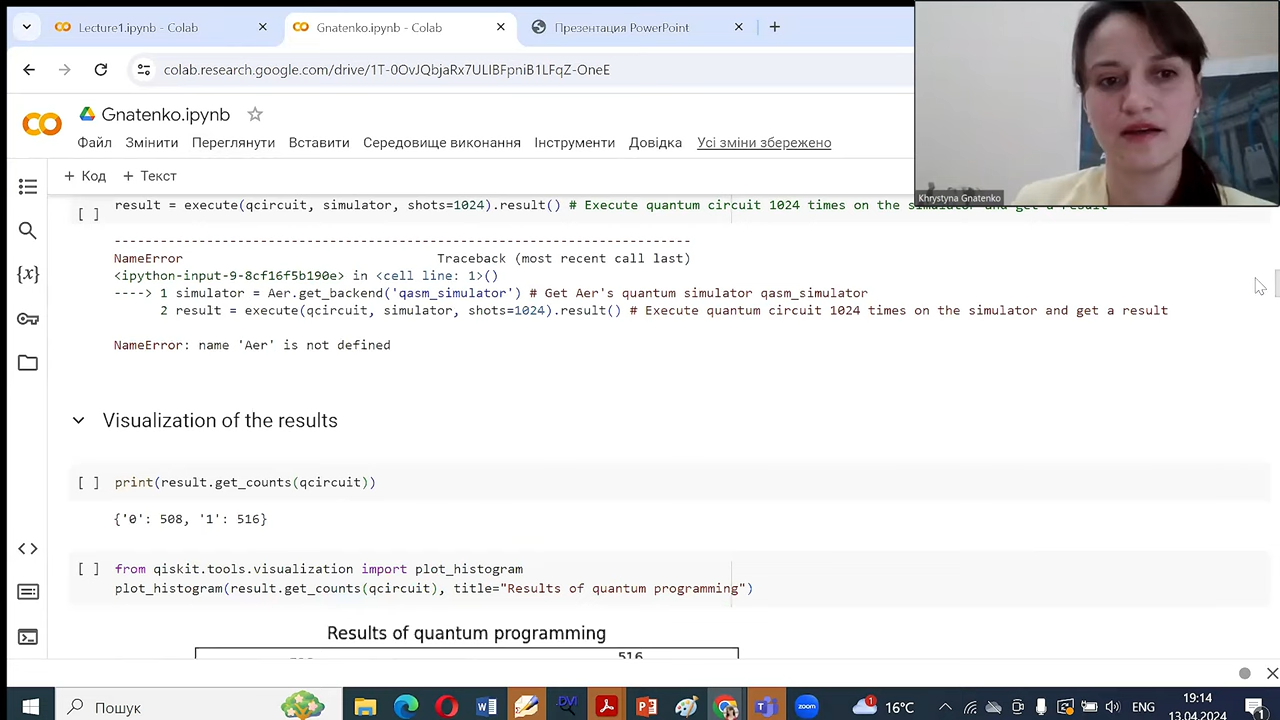 Lecture1.ipynb - Colab
Gnatenko.ipynb - Colab
Презентация PowerPoint
colab.research.google.com/drive/1T-0OvJQbjaRx7ULIBFpniB1LFqZ-OneE
Gnatenko.ipynb
Файл Змінити Переглянути Вставити Середовище виконання Інструменти Довідка Усі зміни збережено
+ Код + Текст
Khrystyna Gnatenko
[ ] result = execute(qcircuit, simulator, shots=1024).result() # Execute quantum circuit 1024 times on the simulator and get a result
---------------------------------------------------------------------------
NameError Traceback (most recent call last)
<ipython-input-9-8cf16f5b190e> in <cell line: 1>()
----> 1 simulator = Aer.get_backend('qasm_simulator') # Get Aer's quantum simulator qasm_simulator
2 result = execute(qcircuit, simulator, shots=1024).result() # Execute quantum circuit 1024 times on the simulator and get a result
NameError: name 'Aer' is not defined
Visualization of the results
[ ] print(result.get_counts(qcircuit))
{'0': 508, '1': 516}
[ ] from qiskit.tools.visualization import plot_histogram
plot_histogram(result.get_counts(qcircuit), title="Results of quantum programming")
Results of quantum programming
516
Пошук
16°C
ENG
19:14
13.04.2024
1